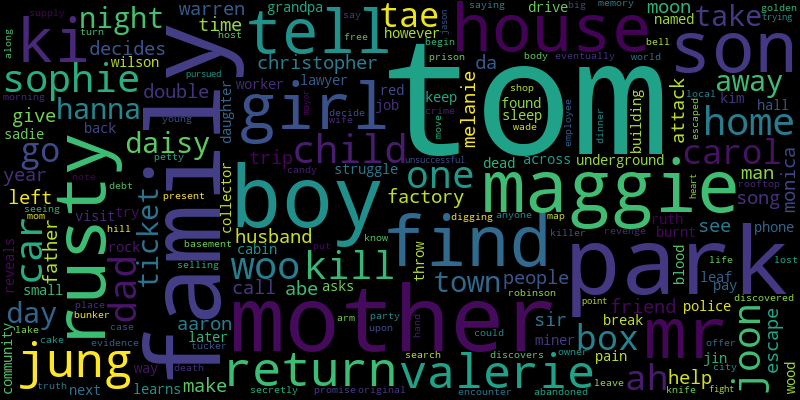 supply
ki
night
tell
tae
house
son
along
turn
host
warren
time
grandpa
say
free
however
memory
saying
drive
big
named
moon
take
golden
trying
decides
wilson
family
girl
tom
begin
prison
jason
body
eventually
world
bell
away
sophie
morning
pursued
christopher
da
lawyer
double
worker
red
job
keep
melanie
shop
found
sleep
wade
building
employee
dinner
attack
local
escaped
kim
hall
home
hanna
give
sadie
back
young
daughter
decide
wife
mayor
crime
move
child
unsuccessful
go
rusty
daisy
petty
trip
candy
struggle
one
dead
across
underground
carol
monica
year
note
debt
boy
factory
maggie
man
song
left
seeing
mom
present
ticket
collector
visit
try
hill
rock
father
car
dad
reveals
small
husband
basement
selling
cabin
put
know
find
throw
digging
anyone
map
killer
heart
rooftop
revenge
ruth
burnt
see
phone
park
leaf
pay
life
lost
woo
kill
town
people
blood
discovered
day
place
bunker
lake
cake
case
evidence
aaron
later
tucker
call
abe
asks
mother
robinson
point
friend
police
mr
offer
city
community
truth
jung
way
death
arm
party
upon
hand
could
sir
miner
box
break
pain
jin
joon
escape
wood
next
learns
make
return
secretly
promise
original
search
discovers
owner
valerie
encounter
abandoned
ah
help
leave
knife
fight